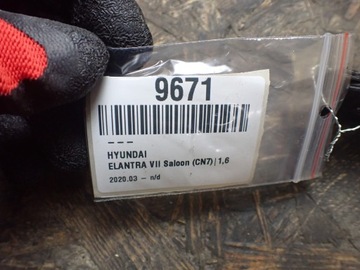 9671
– – –
HYUNDAI
ELANTRA VII Saloon (CN7)|1,6
2020.03 – n/d